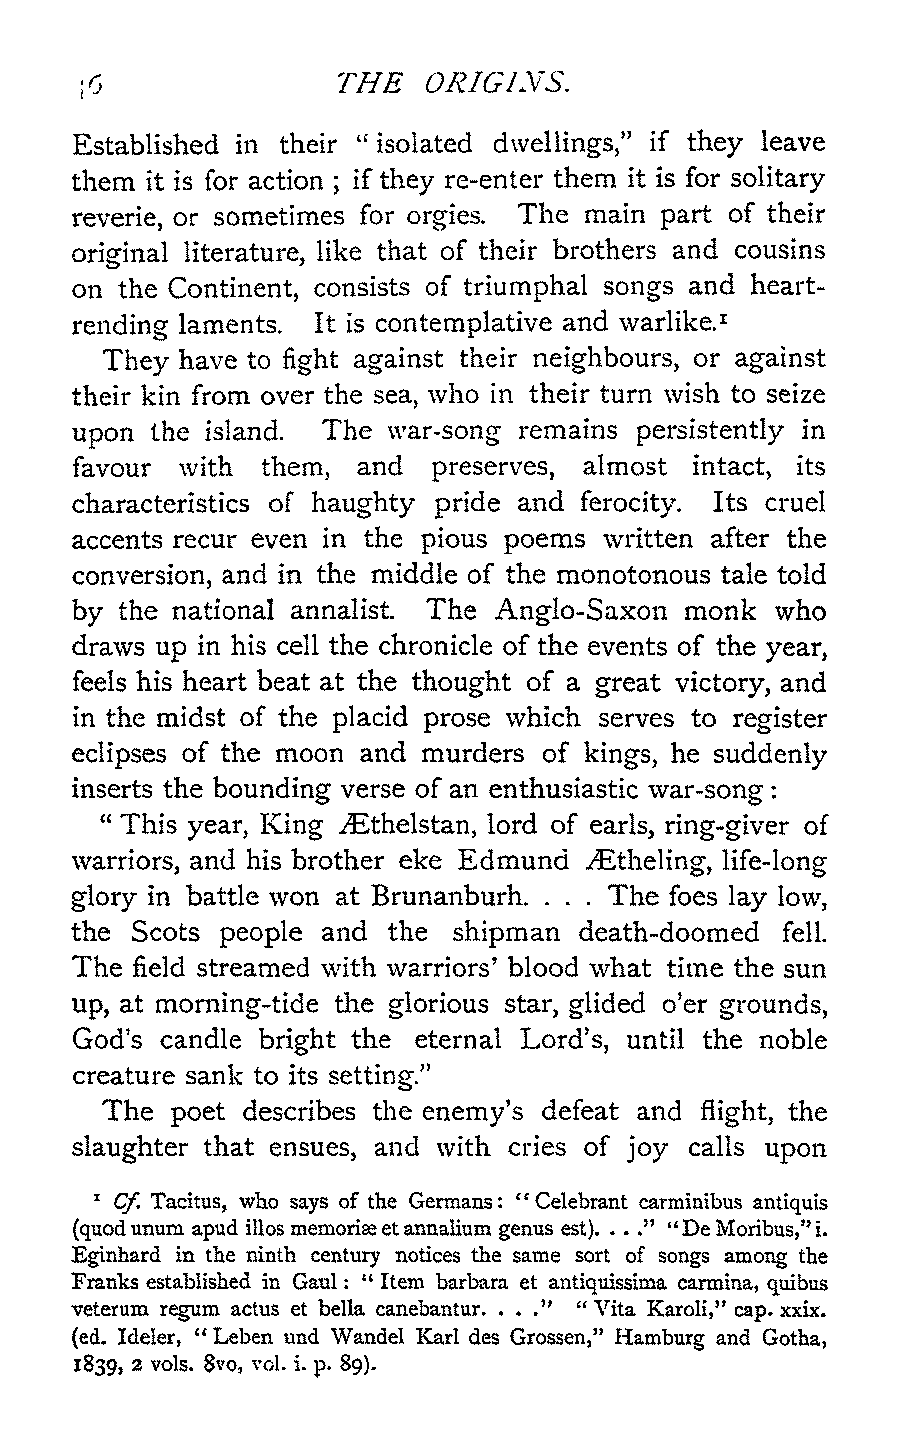 THE ORIGINS.
Established in their “ isolated dwellings,” if they leave
them it is for action ; if they re-enter them it is for solitary
reverie, or sometimes for orgies. The main part of their
original literature, like that of their brothers and cousins
on the Continent, consists of triumphal songs and heart-
rending laments. It is contemplative and warlike.¹
They have to fight against their neighbours, or against
their kin from over the sea, who in their turn wish to seize
upon the island. The war-song remains persistently in
favour with them, and preserves, almost intact, its
characteristics of haughty pride and ferocity. Its cruel
accents recur even in the pious poems written after the
conversion, and in the middle of the monotonous tale told
by the national annalist. The Anglo-Saxon monk who
draws up in his cell the chronicle of the events of the year,
feels his heart beat at the thought of a great victory, and
in the midst of the placid prose which serves to register
eclipses of the moon and murders of kings, he suddenly
inserts the bounding verse of an enthusiastic war-song :
“ This year, King Æthelstan, lord of earls, ring-giver of
warriors, and his brother eke Edmund Ætheling, life-long
glory in battle won at Brunanburh. . . . The foes lay low,
the Scots people and the shipman death-doomed fell.
The field streamed with warriors’ blood what time the sun
up, at morning-tide the glorious star, glided o’er grounds,
God’s candle bright the eternal Lord’s, until the noble
creature sank to its setting.”
The poet describes the enemy’s defeat and flight, the
slaughter that ensues, and with cries of joy calls upon
¹ Cf. Tacitus, who says of the Germans: “ Celebrant carminibus antiquis
(quod unum apud illos memoriæ et annalium genus est). . . .” “De Moribus,” i.
Eginhard in the ninth century notices the same sort of songs among the
Franks established in Gaul : “ Item barbara et antiquissima carmina, quibus
veterum regum actus et bella canebantur. . . .” “ Vita Karoli,” cap. xxix.
(ed. Ideler, “ Leben und Wandel Karl des Grossen,” Hamburg and Gotha,
1839, 2 vols. 8vo, vol. i. p. 89).